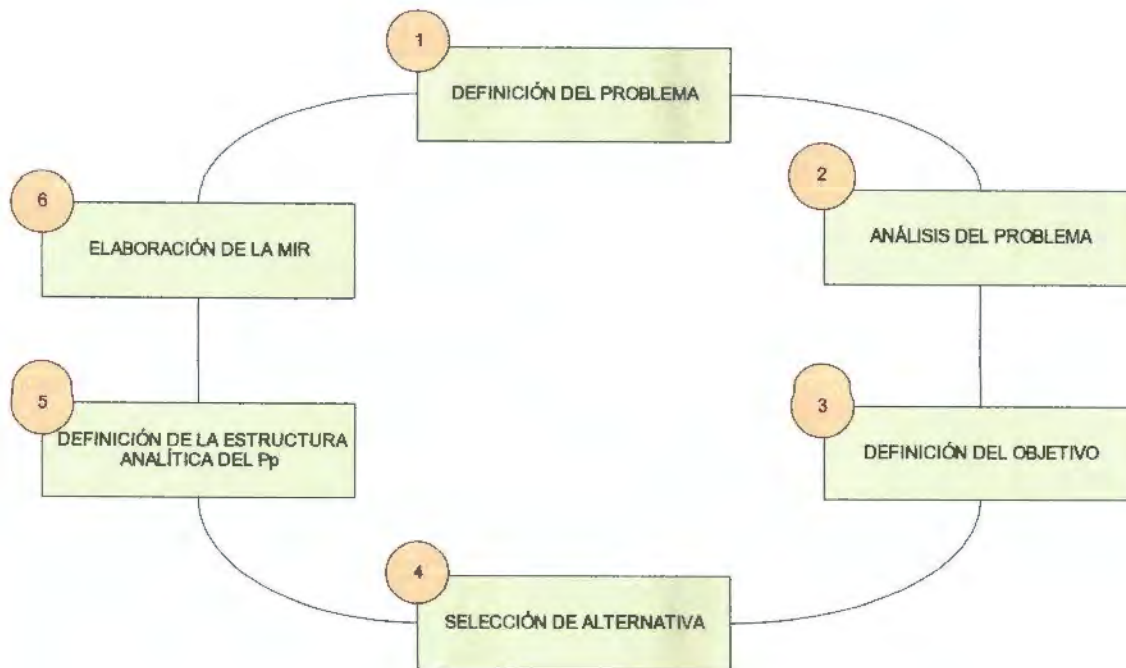 1
DEFINICIÓN DEL PROBLEMA
2
ANÁLISIS DEL PROBLEMA
3
DEFINICIÓN DEL OBJETIVO
4
SELECCIÓN DE ALTERNATIVA
5
DEFINICIÓN DE LA ESTRUCTURA
ANALÍTICA DEL Pp
6
ELABORACIÓN DE LA MIR